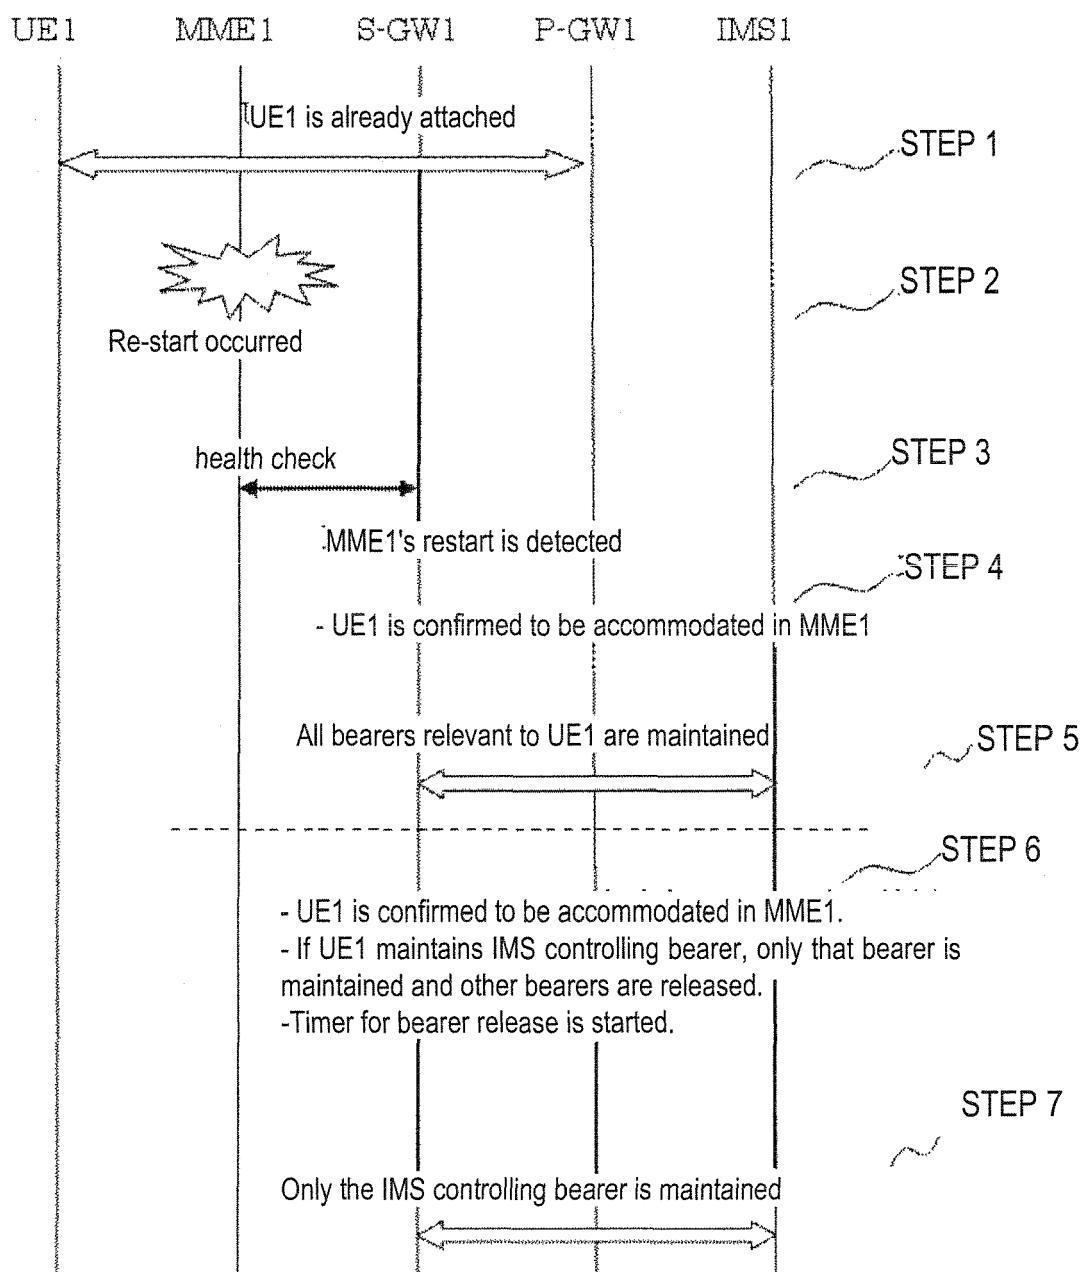 UE1 MME1 S-GW1 P-GW1 IMS1
UE1 is already attached
STEP 1
STEP 2
Re-start occurred
STEP 3
health check
MME1's restart is detected
STEP 4
- UE1 is confirmed to be accommodated in MME1
All bearers relevant to UE1 are maintained
STEP 5
STEP 6
- UE1 is confirmed to be accommodated in MME1.
- If UE1 maintains IMS controlling bearer, only that bearer is
maintained and other bearers are released.
-Timer for bearer release is started.
STEP 7
Only the IMS controlling bearer is maintained